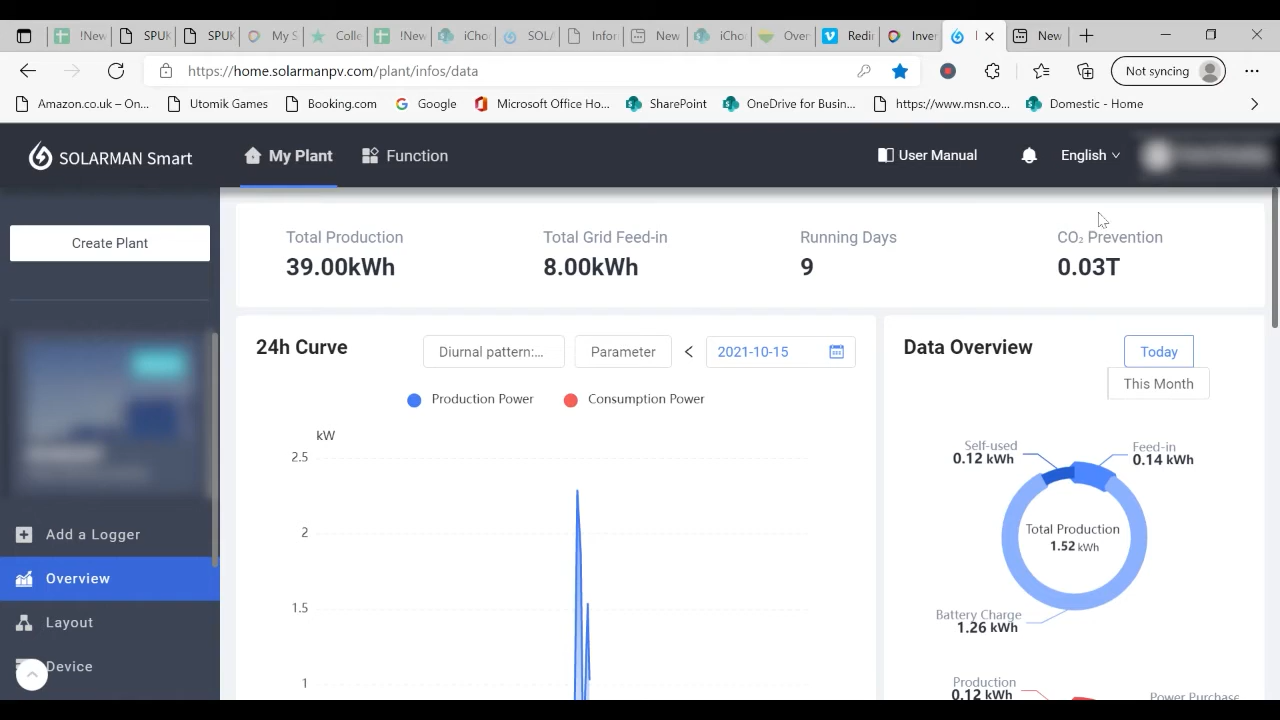 !New
SPUK
SPUK
My S
Colle
!New
iCho
SOLA
Infor
New
iCho
Over
Redir
Inver
New
https://home.solarmanpv.com/plant/infos/data
Not syncing
Amazon.co.uk – On...
Utomik Games
Booking.com
Google
Microsoft Office Ho...
SharePoint
OneDrive for Busin...
https://www.msn.co...
Domestic - Home
SOLARMAN Smart
My Plant
Function
User Manual
English
Create Plant
Total Production
Total Grid Feed-in
Running Days
CO₂ Prevention
39.00kWh
8.00kWh
9
0.03T
24h Curve
Diurnal pattern:...
Parameter
<
2021-10-15
Production Power
Consumption Power
kW
2.5
2
1.5
1
Data Overview
Today
This Month
Self-used
0.12 kWh
Feed-in
0.14 kWh
Total Production
1.52 kWh
Battery Charge
1.26 kWh
Production
0.12 kWh
Power Purchase
Add a Logger
Overview
Layout
Device